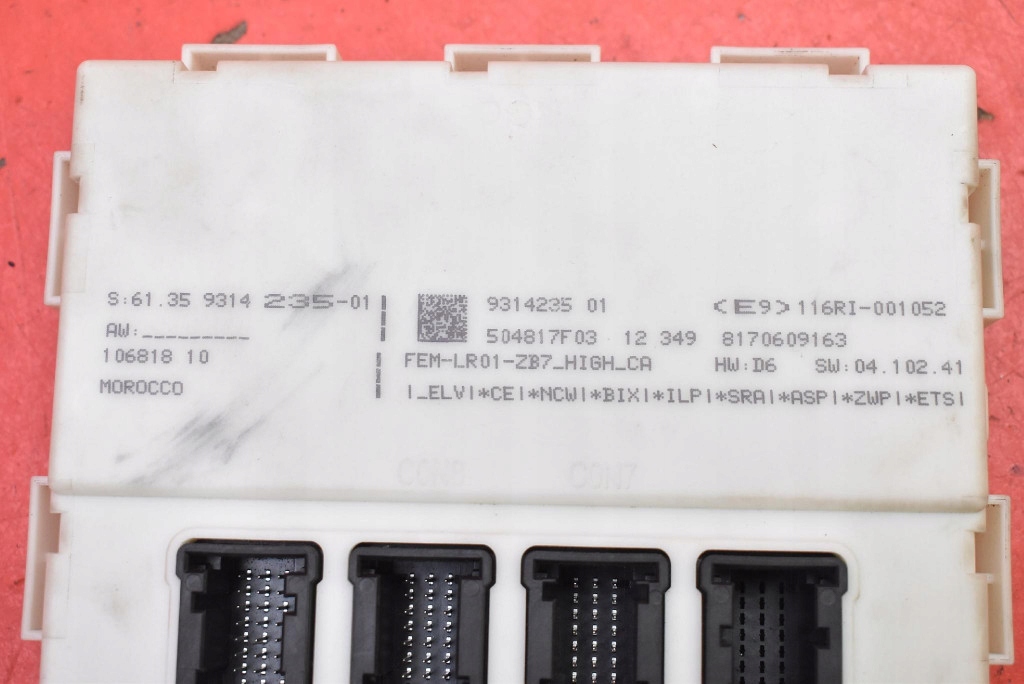 S:61.35 9314 235-01
AW:_________
106818 10
MOROCCO
9314235 01
<E9>116RI-001052
504817F03 12 349 8170609163
FEM-LR01-ZB7_HIGH_CA HW:D6 SW:04.102.41
|_ELV|*CE|*NCW|*BIX|*ILP|*SRA|*ASP|*ZWP|*ETS|
CON7